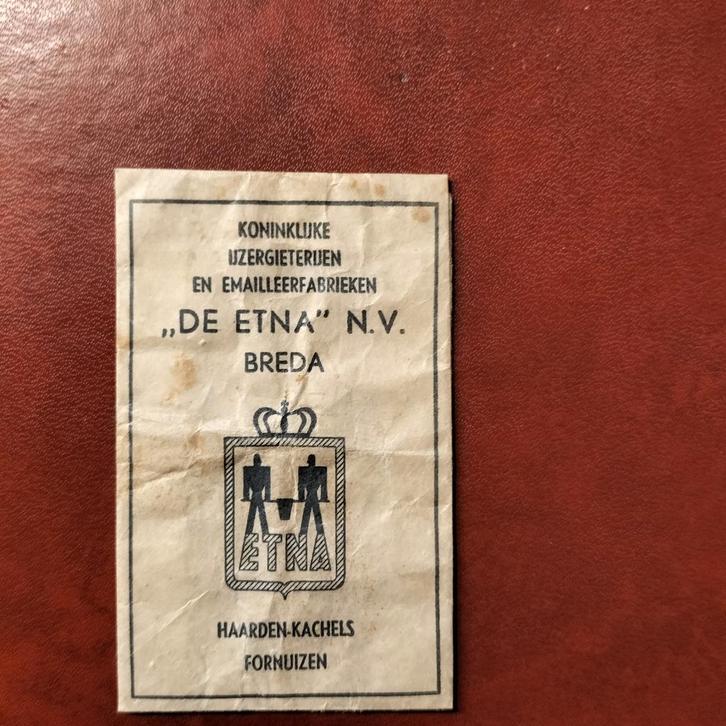 KONINKLIJKE
IJZERGIETERIJEN
EN EMAILLEERFABRIEKEN
„DE ETNA” N.V.
BREDA
ETNA
HAARDEN-KACHELS
FORNUIZEN